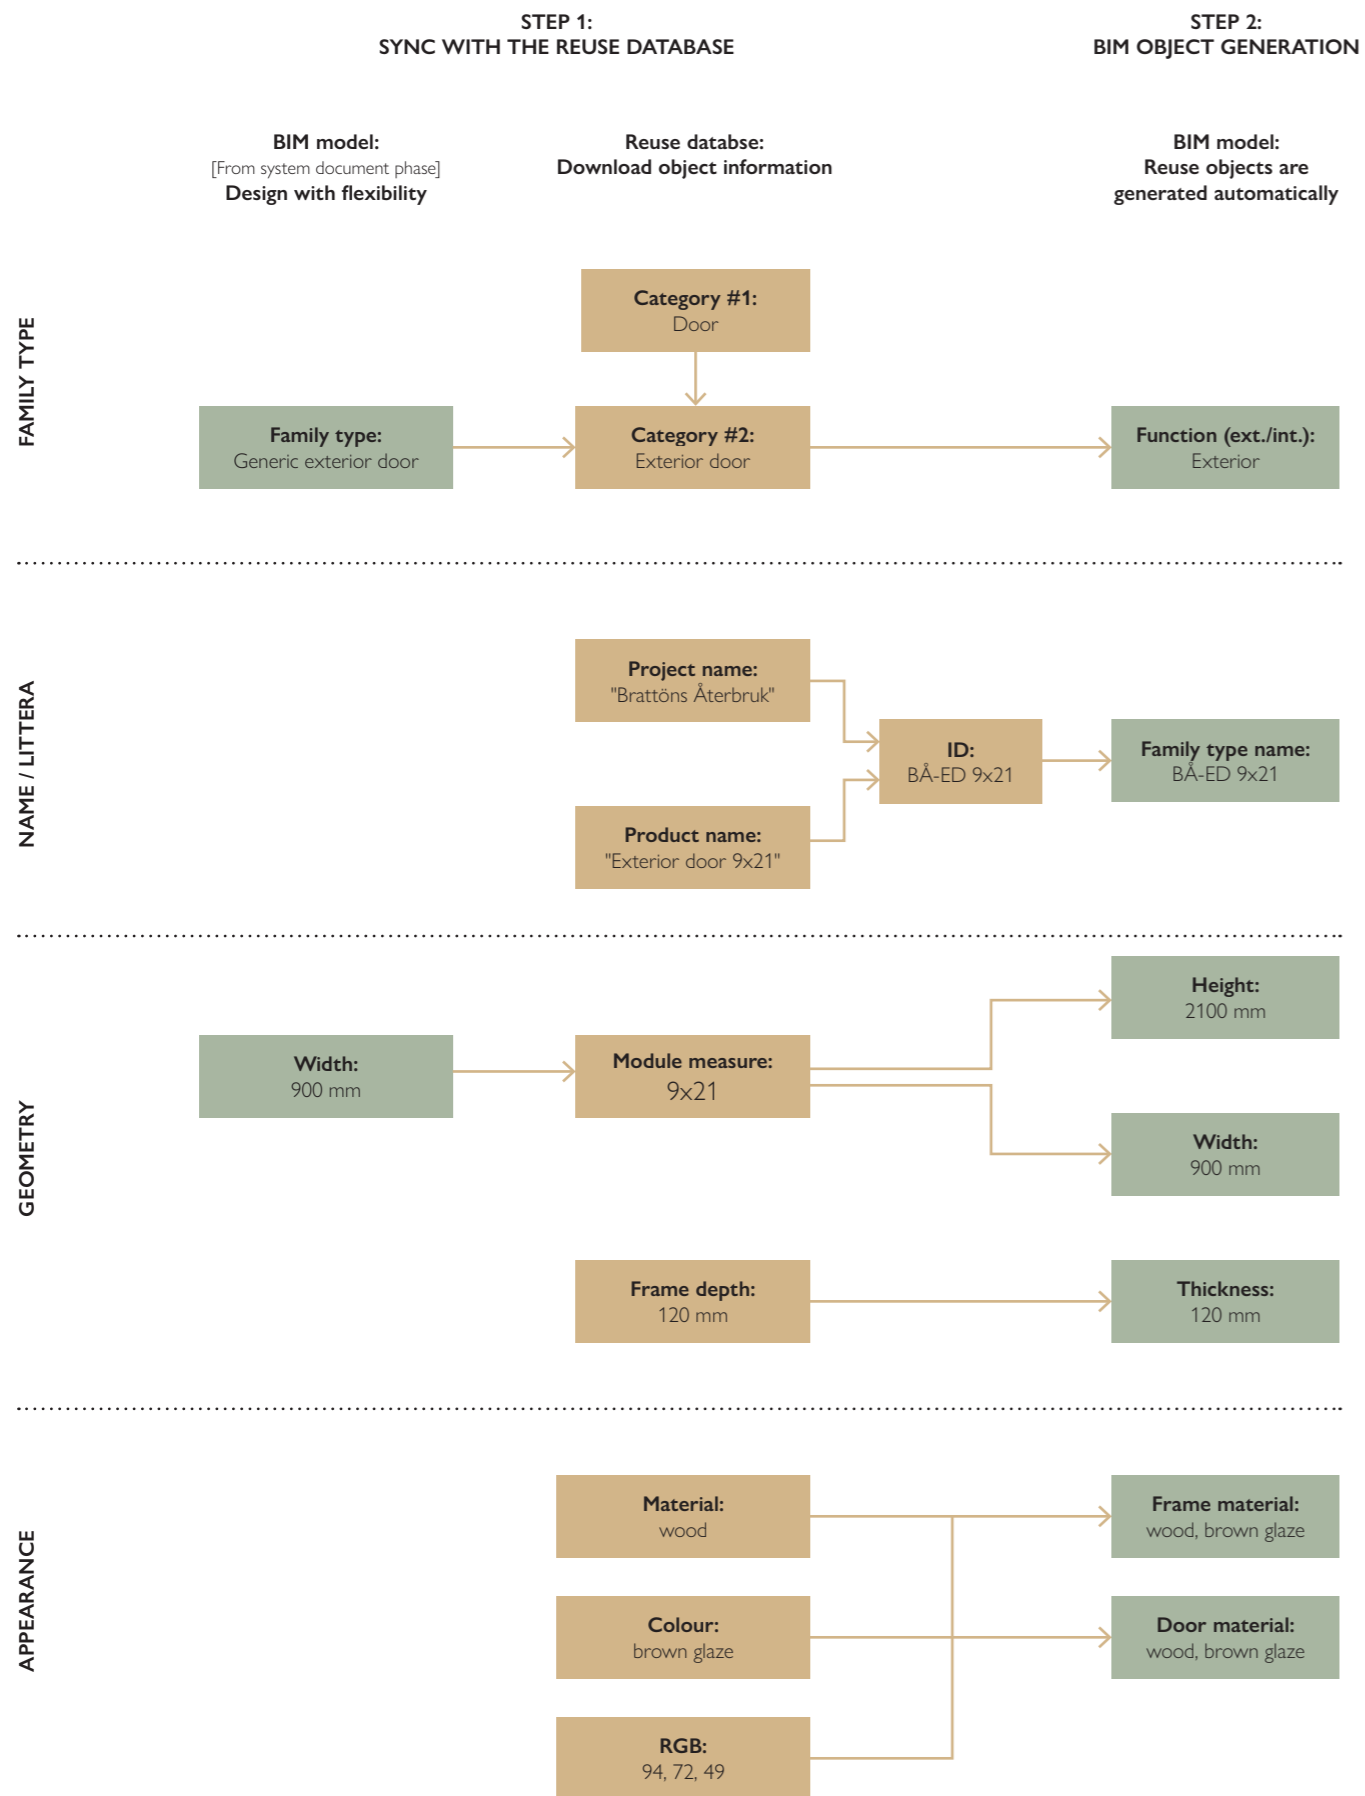 STEP 1:
SYNC WITH THE REUSE DATABASE
STEP 2:
BIM OBJECT GENERATION
BIM model:
[From system document phase]
Design with flexibility
Reuse databse:
Download object information
BIM model:
Reuse objects are
generated automatically
FAMILY TYPE
Category #1:
Door
Family type:
Generic exterior door
Category #2:
Exterior door
Function (ext./int.):
Exterior
NAME / LITTERA
Project name:
"Brattöns Återbruk"
ID:
BÅ-ED 9x21
Family type name:
BÅ-ED 9x21
Product name:
"Exterior door 9x21"
GEOMETRY
Height:
2100 mm
Width:
900 mm
Module measure:
9x21
Width:
900 mm
Frame depth:
120 mm
Thickness:
120 mm
APPEARANCE
Material:
wood
Frame material:
wood, brown glaze
Colour:
brown glaze
Door material:
wood, brown glaze
RGB:
94, 72, 49